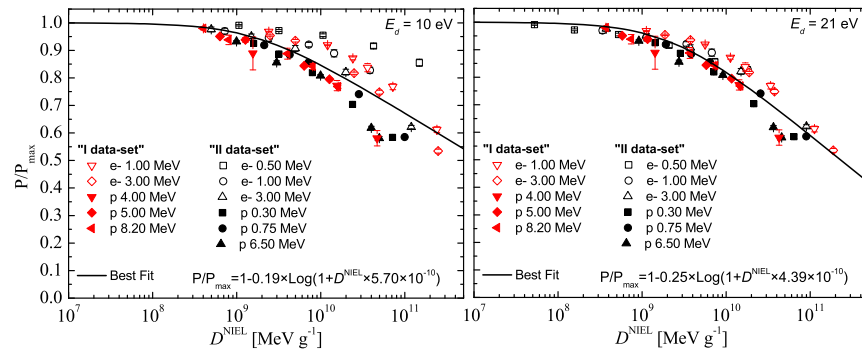 E_d = 10 eV
1.0
0.9
0.8
0.7
0.6
0.5
0.4
0.3
0.2
0.1
0.0
P/P_max
"I data-set"
e- 1.00 MeV
e- 3.00 MeV
p 4.00 MeV
p 5.00 MeV
p 8.20 MeV
"II data-set"
e- 0.50 MeV
e- 1.00 MeV
e- 3.00 MeV
p 0.30 MeV
p 0.75 MeV
p 6.50 MeV
Best Fit
P/P_max=1-0.19×Log(1+D^NIEL×5.70×10^-10)
10^7 10^8 10^9 10^10 10^11
D^NIEL [MeV g^-1]
E_d = 21 eV
"I data-set"
e- 1.00 MeV
e- 3.00 MeV
p 4.00 MeV
p 5.00 MeV
p 8.20 MeV
"II data-set"
e- 0.50 MeV
e- 1.00 MeV
e- 3.00 MeV
p 0.30 MeV
p 0.75 MeV
p 6.50 MeV
Best Fit
P/P_max=1-0.25×Log(1+D^NIEL×4.39×10^-10)
10^7 10^8 10^9 10^10 10^11
D^NIEL [MeV g^-1]